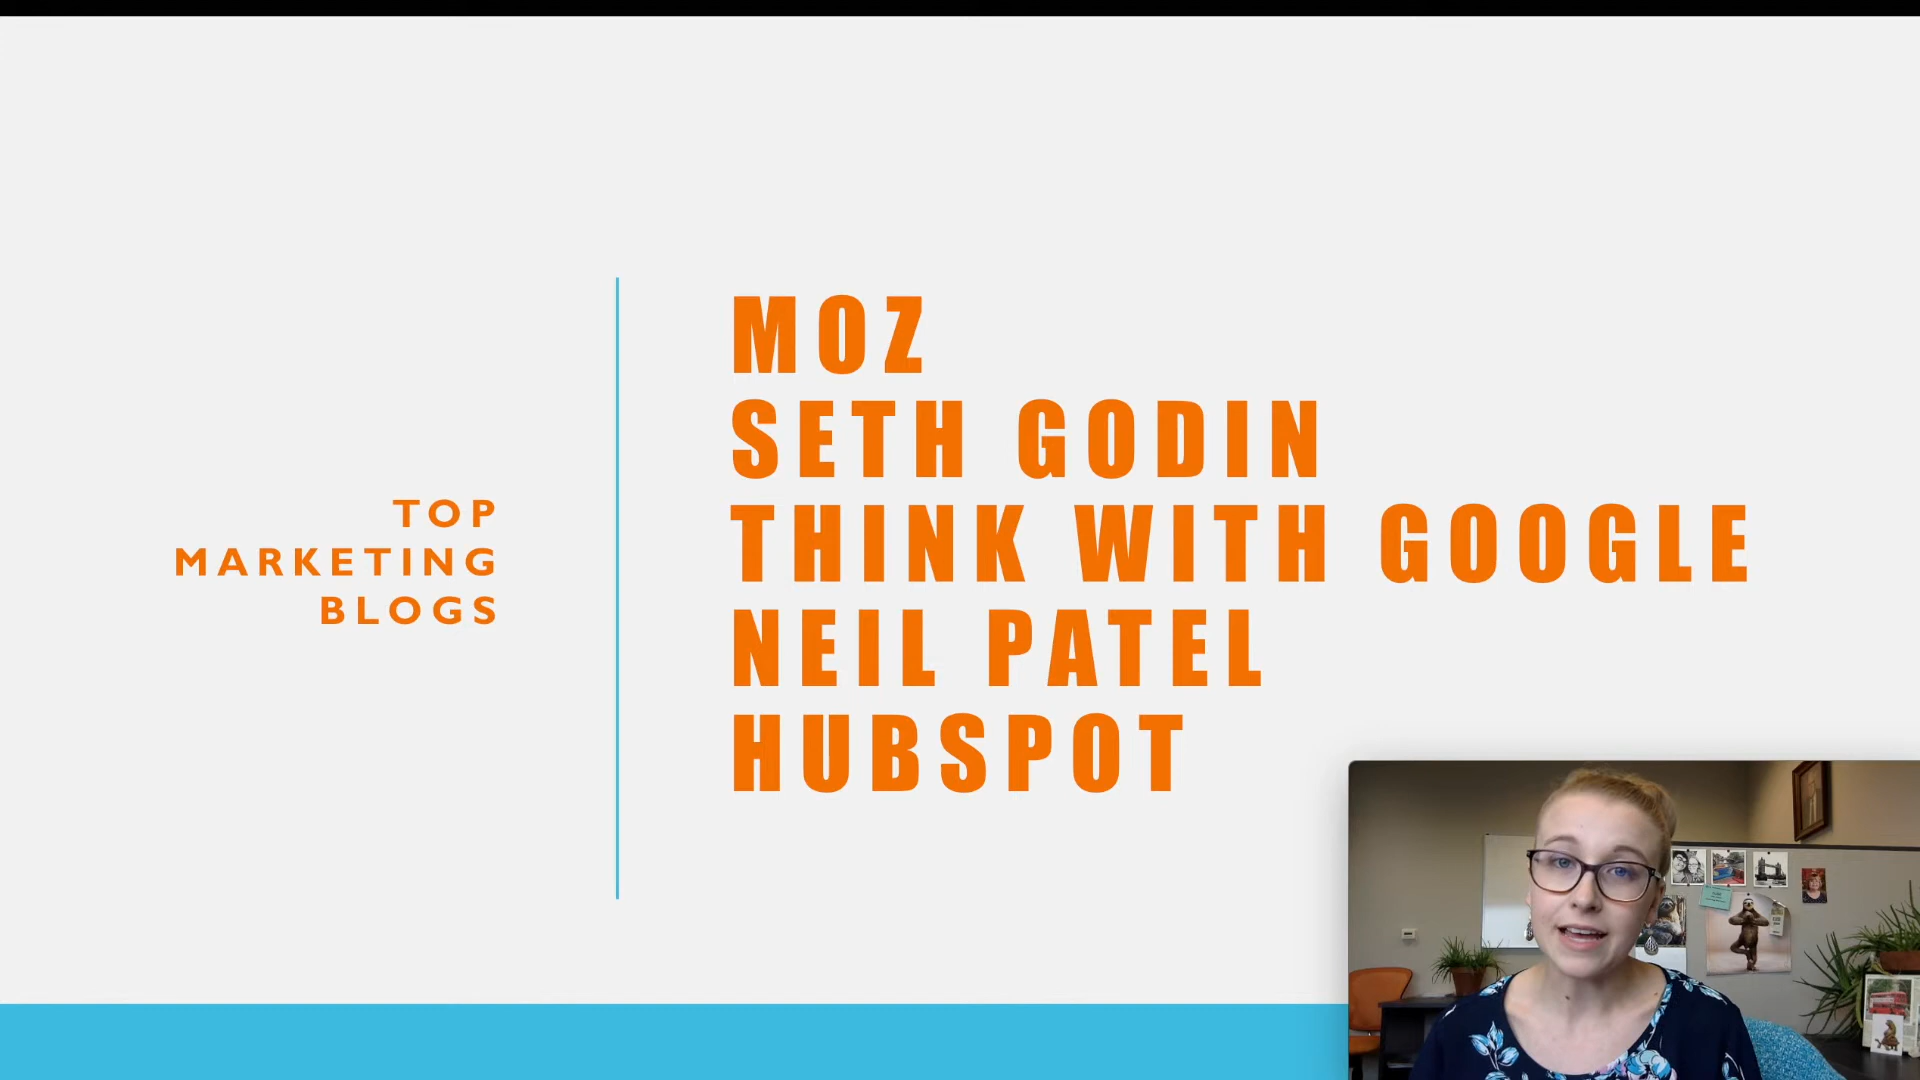 TOP
MARKETING
BLOGS
MOZ
SETH GODIN
THINK WITH GOOGLE
NEIL PATEL
HUBSPOT